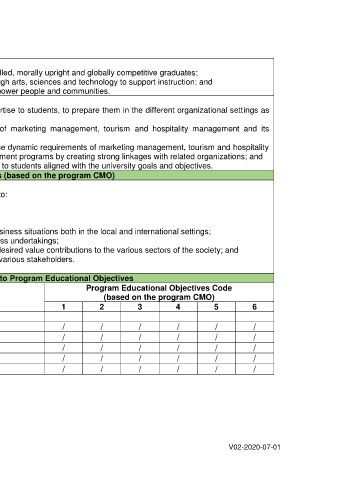 lled, morally upright and globally competitive graduates;
gh arts, sciences and technology to support instruction; and
power people and communities.
rtise to students, to prepare them in the different organizational settings as
of marketing management, tourism and hospitality management and its
e dynamic requirements of marketing management, tourism and hospitality
ment programs by creating strong linkages with related organizations; and
to students aligned with the university goals and objectives.
s (based on the program CMO)
to:
siness situations both in the local and international settings;
ss undertakings;
desired value contributions to the various sectors of the society; and
various stakeholders.
to Program Educational Objectives
Program Educational Objectives Code
(based on the program CMO)
1 2 3 4 5 6
/ / / / / /
/ / / / / /
/ / / / / /
/ / / / / /
/ / / / / /
V02-2020-07-01